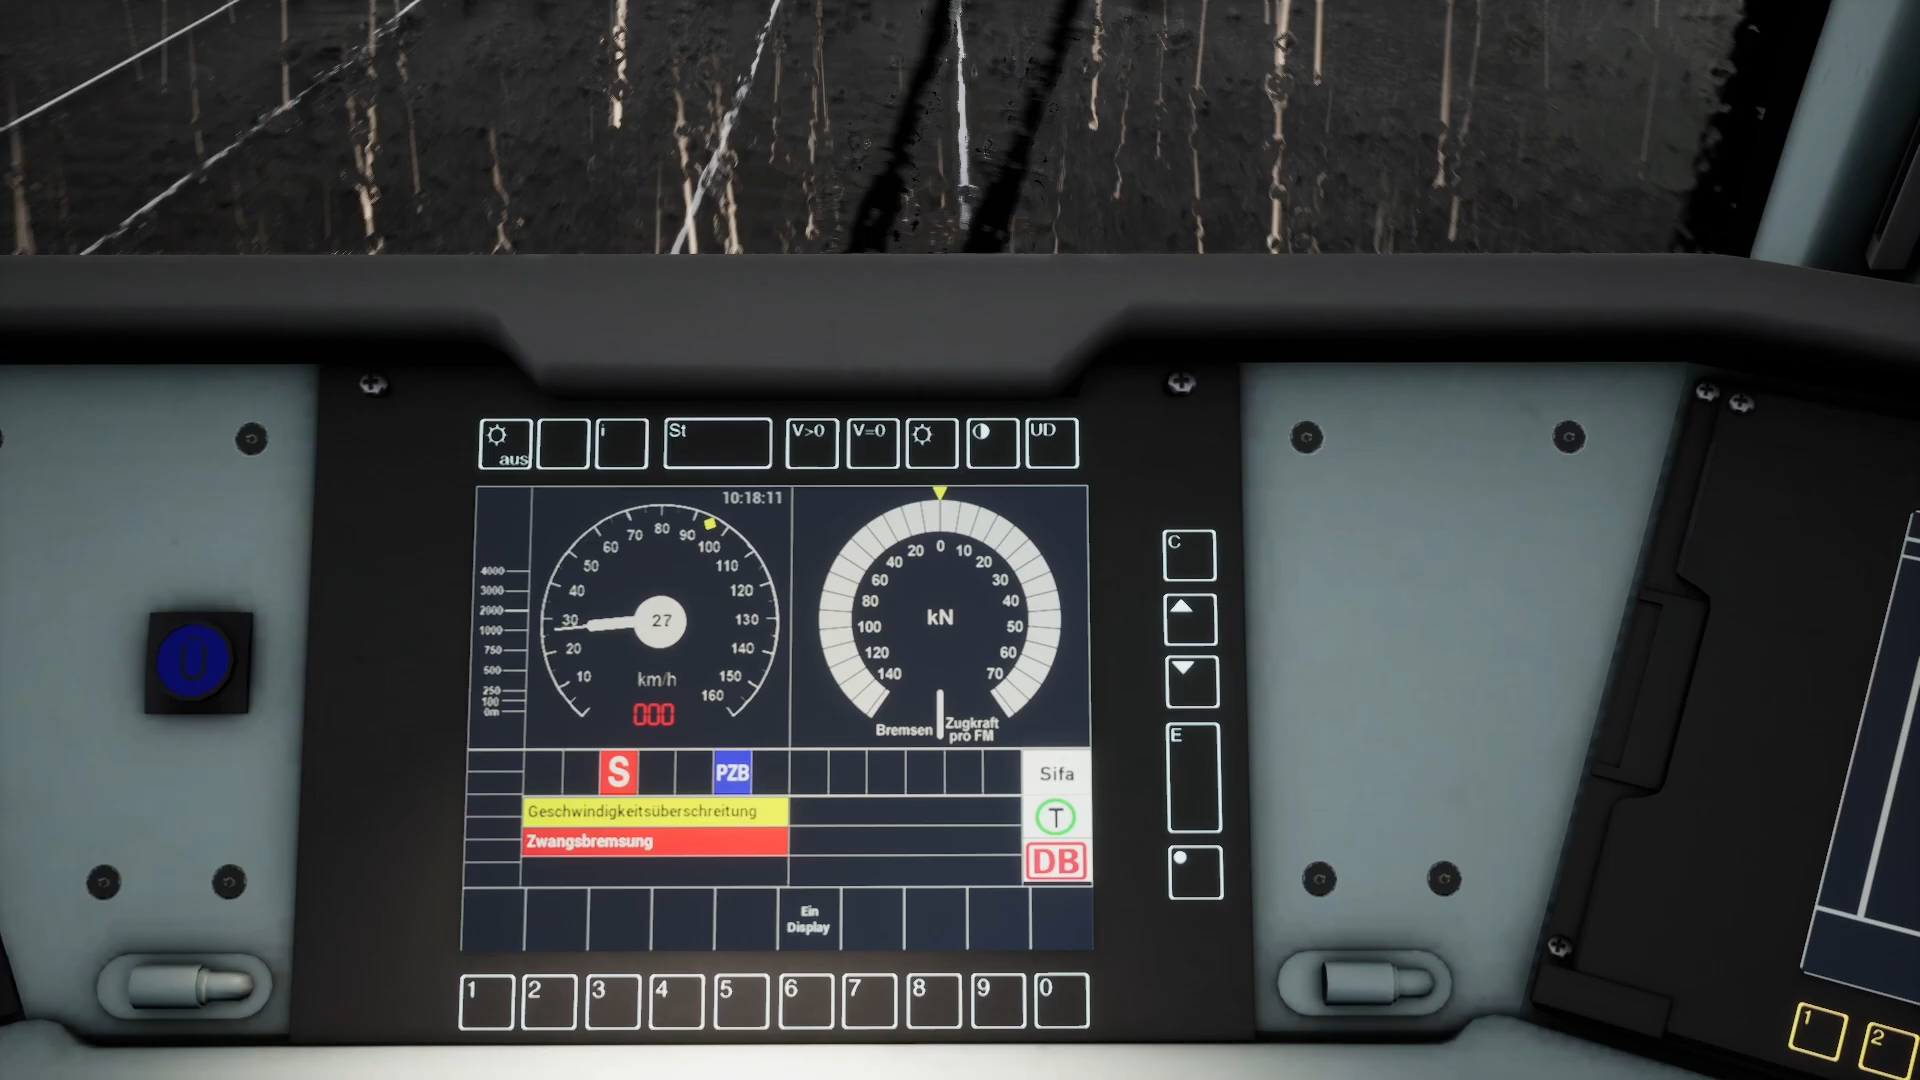 aus
i
St
V>0
V=0
UD
10:18:11
4000
3000
2000
1000
750
500
250
100
0m
10
20
30
40
50
60
70
80
90
100
110
120
130
140
150
160
27
km/h
000
140
120
100
80
60
40
20
0
10
20
30
40
50
60
70
kN
Bremsen
Zugkraft
pro FM
S
PZB
Sifa
Geschwindigkeitsüberschreitung
T
Zwangsbremsung
DB
Ein
Display
C
E
Ü
1 2 3 4 5 6 7 8 9 0
1 2